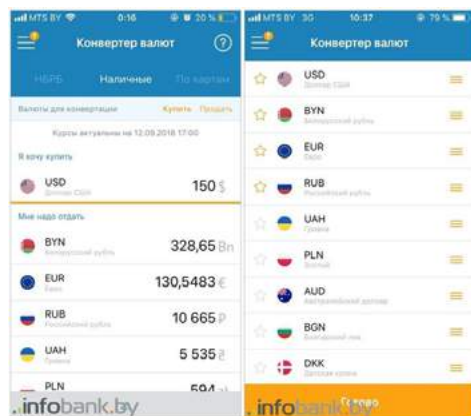 MTS BY 0:16 20 %
Конвертер валют
НБРБ Наличные По картам
Валюты для конвертации Купить Продать
Курсы актуальны на 12.09.2018 17:00
Я хочу купить
USD 150 $
Доллар США
Мне надо отдать
BYN 328,65 Br
Белорусский рубль
EUR 130,5483 €
Евро
RUB 10 665 ₽
Российский рубль
UAH 5 535 ₴
Гривна
PLN 594 zł
infobank.by
MTS BY 3G 10:37 79 %
Конвертер валют
USD
Доллар США
BYN
Белорусский рубль
EUR
Евро
RUB
Российский рубль
UAH
Гривна
PLN
Злотый
AUD
Австралийский доллар
BGN
Болгарский лев
DKK
Датская крона
Готово
infobank.by